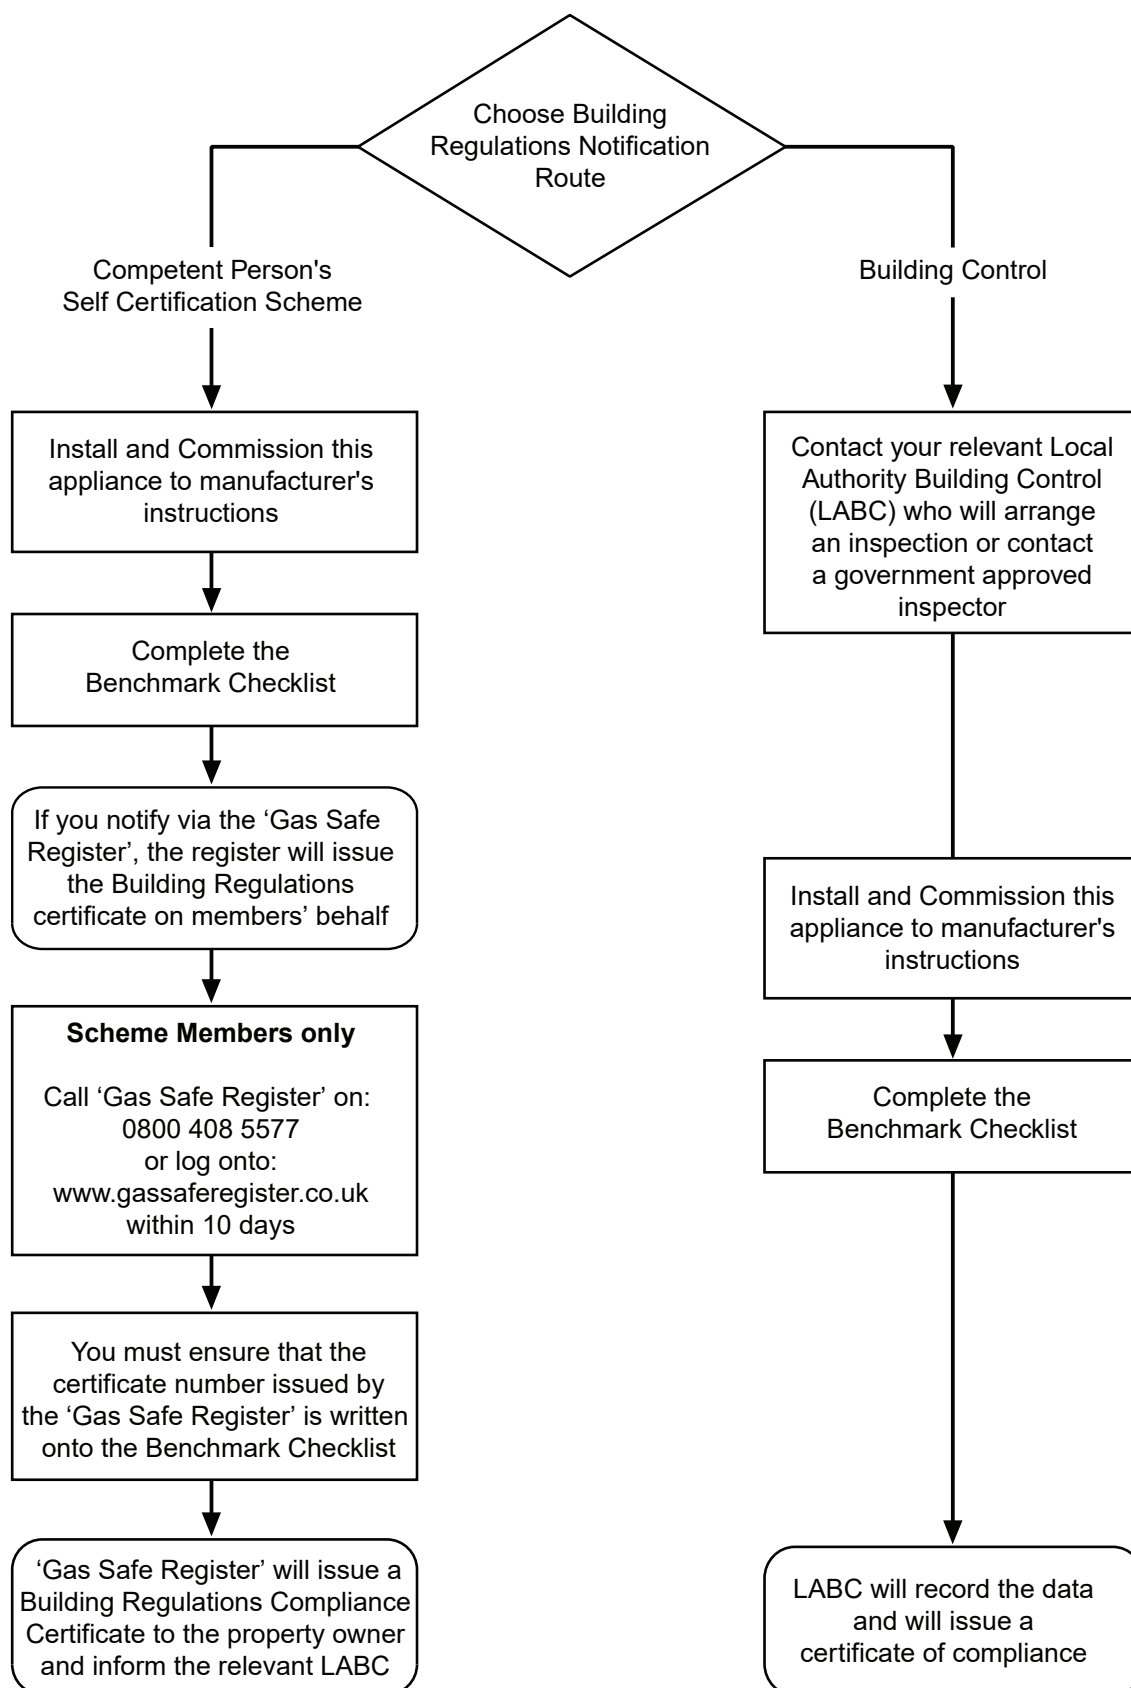 Choose Building
Regulations Notification
Route
Competent Person's
Self Certification Scheme
Building Control
Install and Commission this
appliance to manufacturer's
instructions
Complete the
Benchmark Checklist
If you notify via the ‘Gas Safe
Register’, the register will issue
the Building Regulations
certificate on members’ behalf
Scheme Members only
Call ‘Gas Safe Register’ on:
0800 408 5577
or log onto:
www.gassaferegister.co.uk
within 10 days
You must ensure that the
certificate number issued by
the ‘Gas Safe Register’ is written
onto the Benchmark Checklist
‘Gas Safe Register’ will issue a
Building Regulations Compliance
Certificate to the property owner
and inform the relevant LABC
Contact your relevant Local
Authority Building Control
(LABC) who will arrange
an inspection or contact
a government approved
inspector
Install and Commission this
appliance to manufacturer's
instructions
Complete the
Benchmark Checklist
LABC will record the data
and will issue a
certificate of compliance